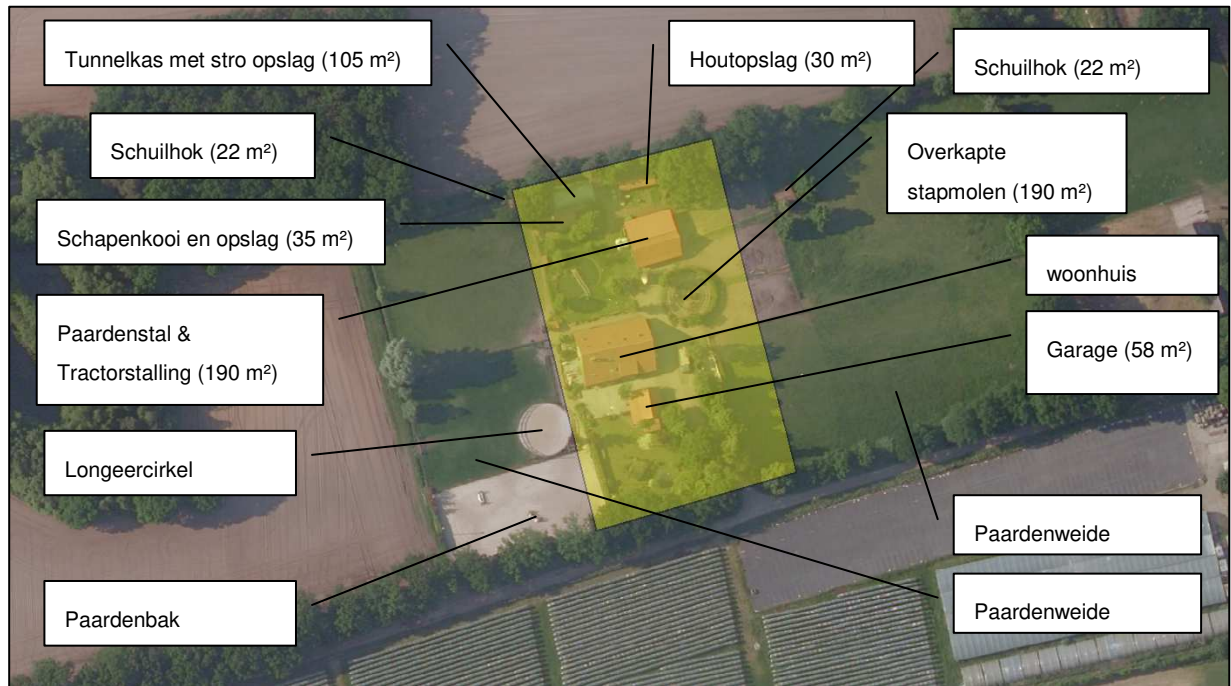 Tunnelkas met stro opslag (105 m²)
Houtopslag (30 m²)
Schuilhok (22 m²)
Schuilhok (22 m²)
Overkapte
stapmolen (190 m²)
Schapenkooi en opslag (35 m²)
woonhuis
Paardenstal &
Tractorstalling (190 m²)
Garage (58 m²)
Longeercirkel
Paardenweide
Paardenbak
Paardenweide